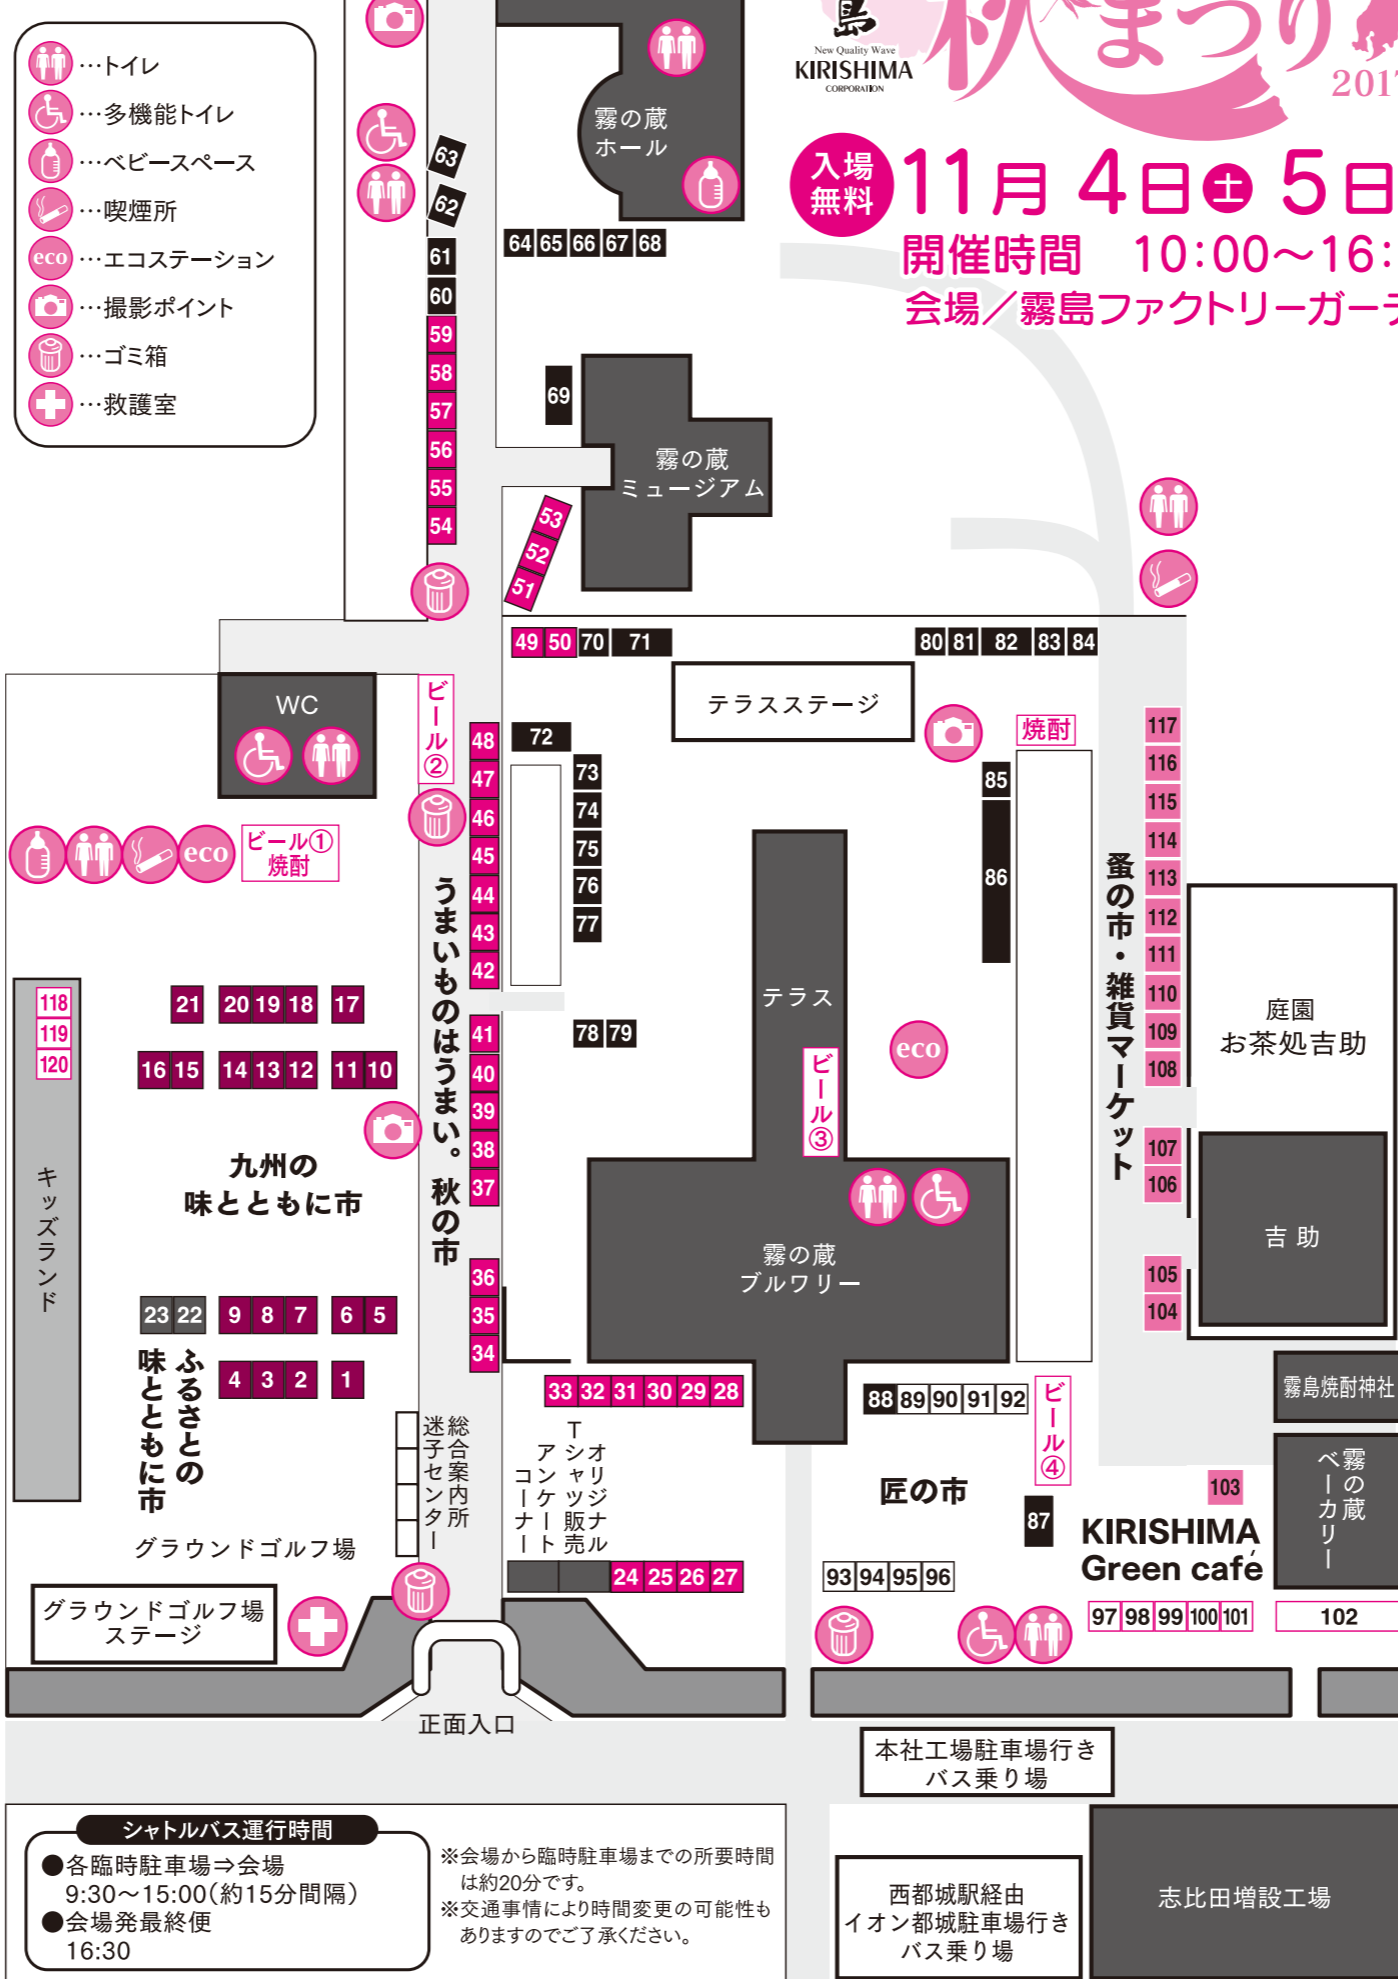 …トイレ
…多機能トイレ
…ベビースペース
…喫煙所
eco …エコステーション
…撮影ポイント
…ゴミ箱
…救護室
島
New Quality Wave
KIRISHIMA
CORPORATION
秋まつり
2017
入場
無料
11月 4日土 5日
開催時間 10:00〜16:
会場／霧島ファクトリーガーデ
霧の蔵
ホール
63
62
61
60
59
58
57
56
55
54
64 65 66 67 68
69
霧の蔵
ミュージアム
53
52
51
49 50 70 71
80 81 82 83 84
テラスステージ
WC
ビール②
焼酎
48
47
46
45
44
43
42
41
40
39
38
37
36
35
34
72
73
74
75
76
77
78 79
85
86
eco
ビール①
焼酎
うまいものはうまい。秋の市
テラス
ビール③
eco
蚤の市・雑貨マーケット
117
116
115
114
113
112
111
110
109
108
107
106
105
104
庭園
お茶処吉助
吉助
118
119
120
キッズランド
21 20 19 18 17
16 15 14 13 12 11 10
九州の
味とともに市
23 22 9 8 7 6 5
4 3 2 1
ふるさとの
味とともに市
霧の蔵
ブルワリー
33 32 31 30 29 28
88 89 90 91 92
ビール④
霧島焼酎神社
霧の蔵
ベーカリー
総合案内所
迷子センター
オリジナル
Tシャツ販売
アンケート
コーナー
匠の市
87
103
KIRISHIMA
Green café
グラウンドゴルフ場
24 25 26 27
93 94 95 96
97 98 99 100 101
102
グラウンドゴルフ場
ステージ
正面入口
本社工場駐車場行き
バス乗り場
シャトルバス運行時間
●各臨時駐車場⇒会場
9:30〜15:00（約15分間隔）
●会場発最終便
16:30
※会場から臨時駐車場までの所要時間
は約20分です。
※交通事情により時間変更の可能性も
ありますのでご了承ください。
西都城駅経由
イオン都城駐車場行き
バス乗り場
志比田増設工場